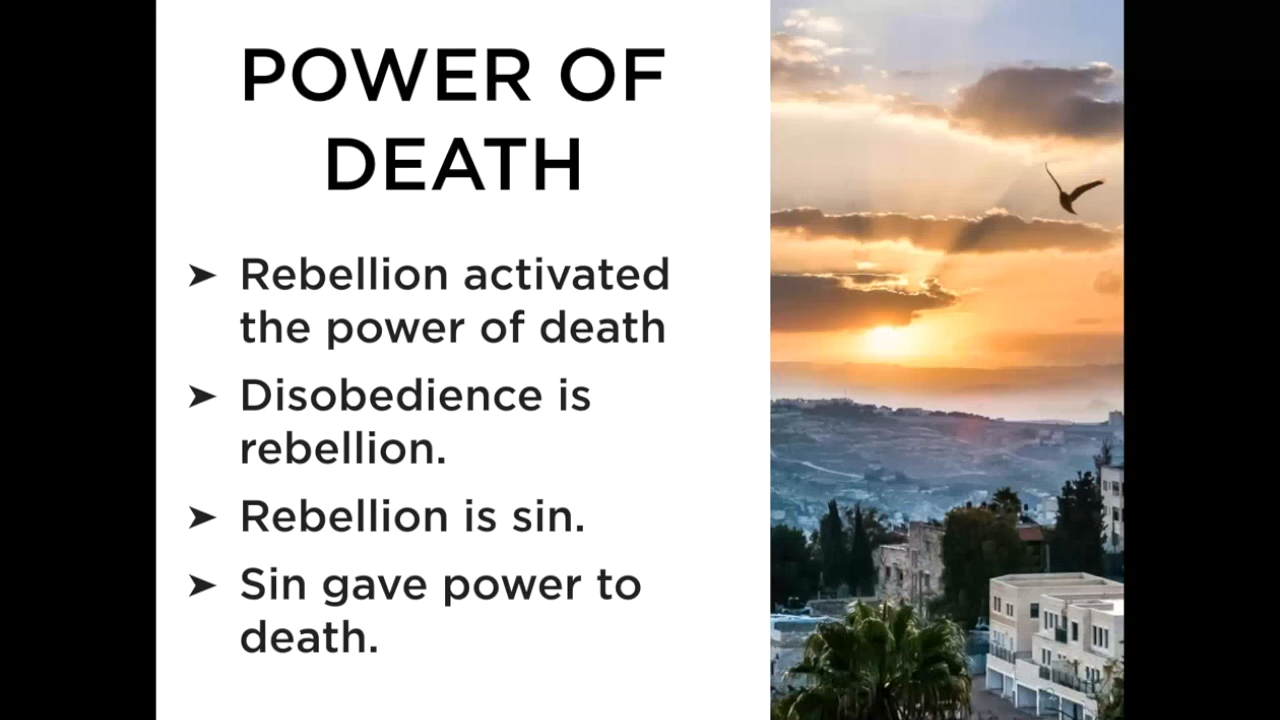 POWER OF
DEATH
➤ Rebellion activated
the power of death
➤ Disobedience is
rebellion.
➤ Rebellion is sin.
➤ Sin gave power to
death.